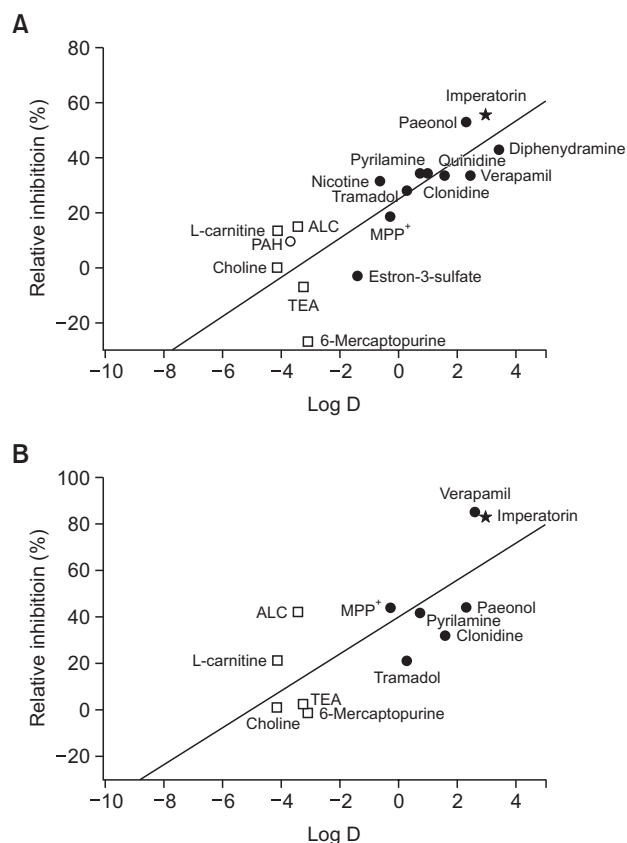 A
80
60
40
20
0
−20
Relative inhibitioin (%)
Imperatorin
Paeonol
Diphenydramine
Pyrilamine
Quinidine
Nicotine
Verapamil
Tramadol
Clonidine
L-carnitine
ALC
MPP+
PAH
Choline
Estron-3-sulfate
TEA
6-Mercaptopurine
−10 −8 −6 −4 −2 0 2 4
Log D
B
100
80
60
40
20
0
−20
Relative inhibitioin (%)
Verapamil
Imperatorin
ALC
MPP+
Paeonol
Pyrilamine
Clonidine
L-carnitine
Tramadol
TEA
6-Mercaptopurine
Choline
−10 −8 −6 −4 −2 0 2 4
Log D